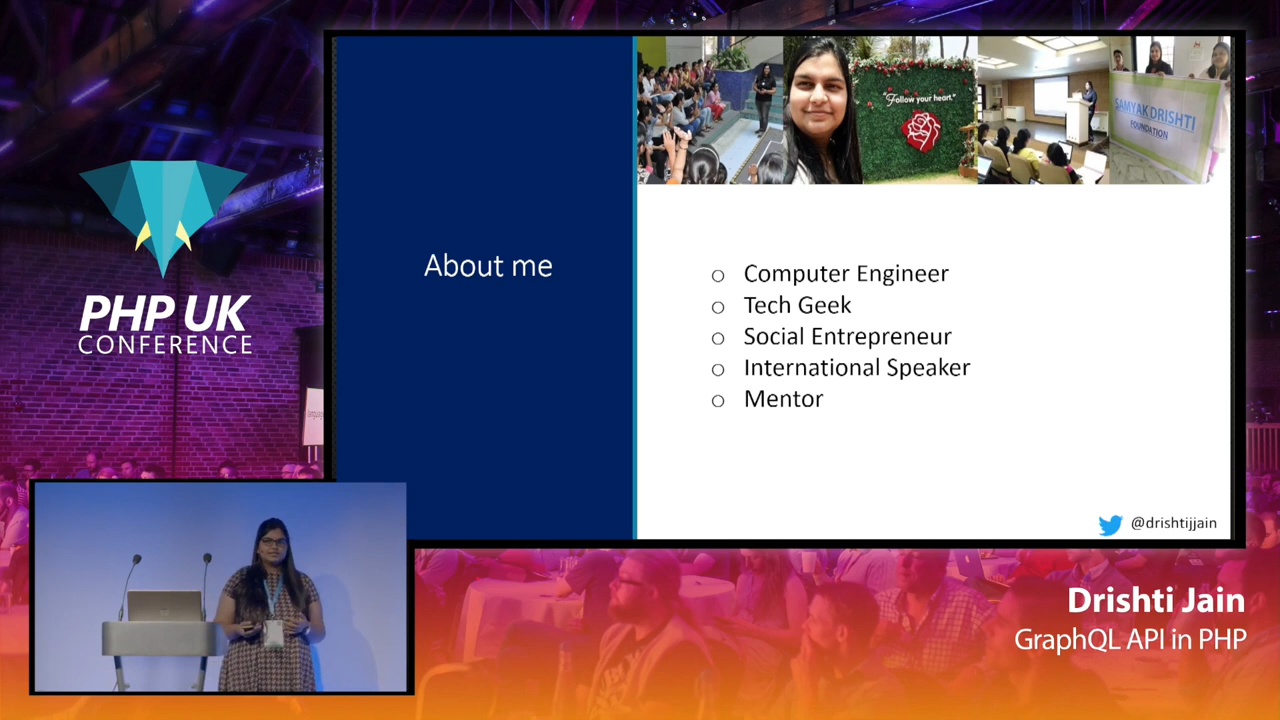 PHP UK
CONFERENCE
About me
"Follow your heart."
SAMYAK DRISHTI
FOUNDATION
Computer Engineer
Tech Geek
Social Entrepreneur
International Speaker
Mentor
@drishtijjain
Drishti Jain
GraphQL API in PHP